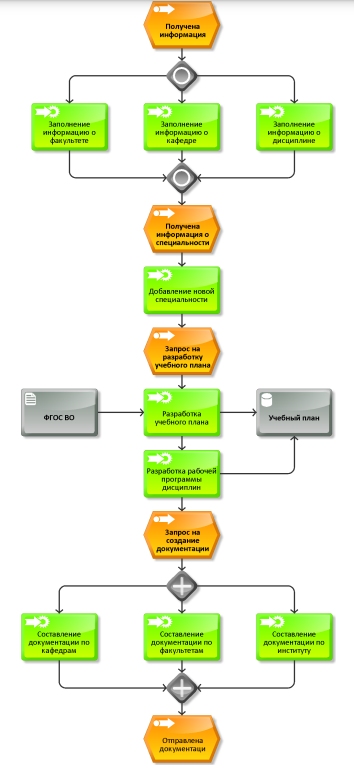 Получена
информация
Заполнение
информацию о
факультете
Заполнение
информацию о
кафедре
Заполнение
информацию о
дисциплине
Получена
информация о
специальности
Добавление новой
специальности
Запрос на
разработку
учебного плана
ФГОС ВО
Разработка
учебного плана
Учебный план
Разработка рабочей
программы
дисциплин
Запрос на
создание
документации
Составление
документации по
кафедрам
Составление
документации по
факультетам
Составление
документации по
институту
Отправлена
документаци